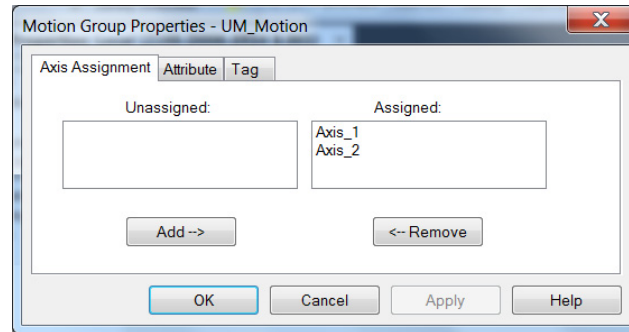 Motion Group Properties - UM_Motion
Axis Assignment Attribute Tag
Unassigned: Assigned:
Axis_1
Axis_2
Add --> <-- Remove
OK Cancel Apply Help